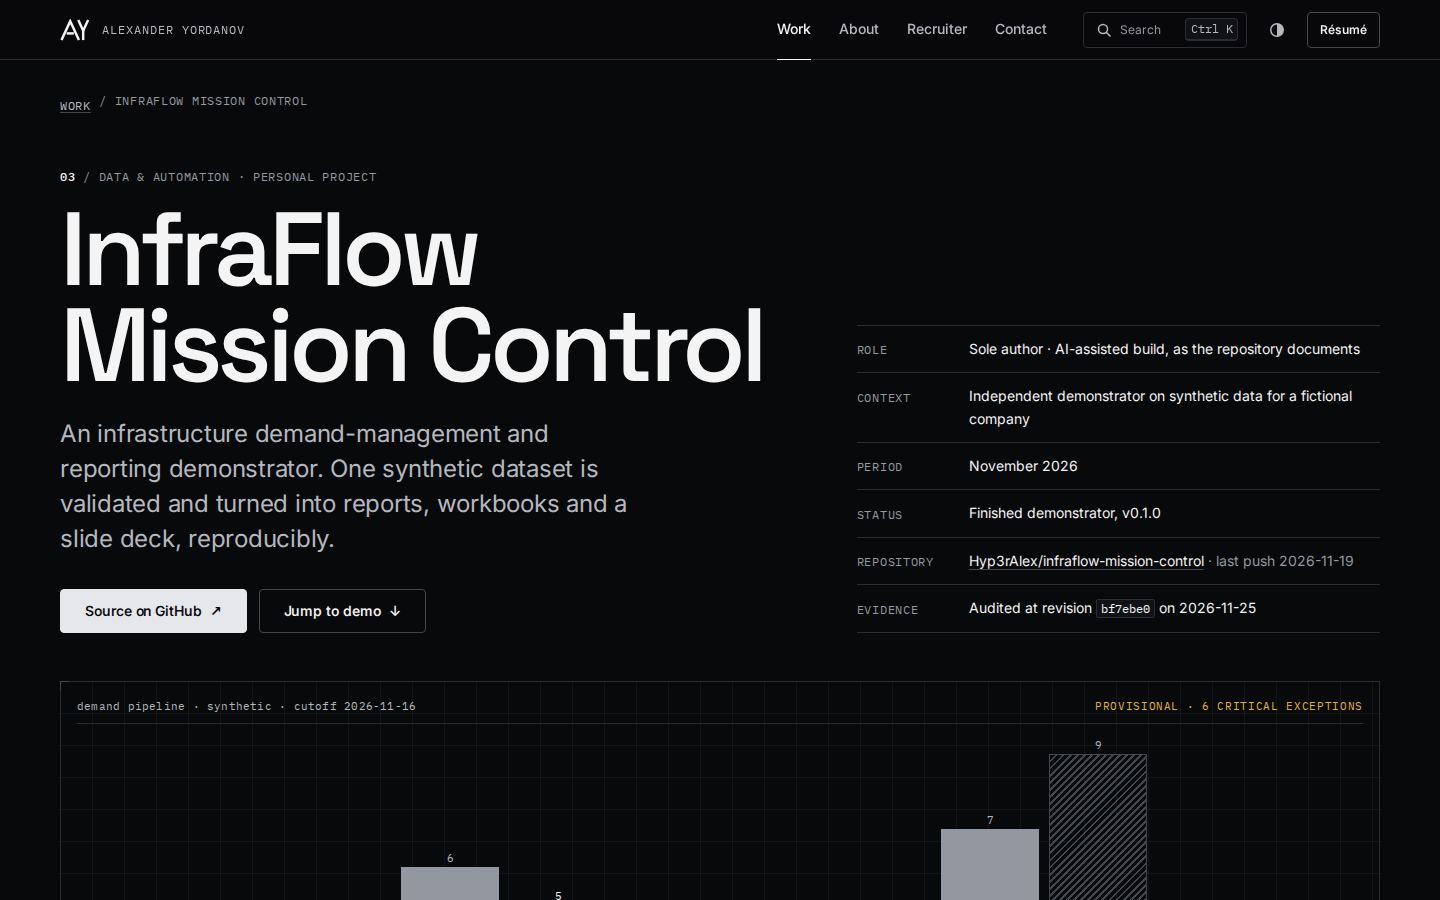 AY ALEXANDER YORDANOV
Work About Recruiter Contact Search Ctrl K Résumé
WORK / INFRAFLOW MISSION CONTROL
03 / DATA & AUTOMATION · PERSONAL PROJECT
InfraFlow
Mission Control
An infrastructure demand-management and
reporting demonstrator. One synthetic dataset is
validated and turned into reports, workbooks and a
slide deck, reproducibly.
Source on GitHub ↗ Jump to demo ↓
ROLE Sole author · AI-assisted build, as the repository documents
CONTEXT Independent demonstrator on synthetic data for a fictional
company
PERIOD November 2026
STATUS Finished demonstrator, v0.1.0
REPOSITORY Hyp3rAlex/infraflow-mission-control · last push 2026-11-19
EVIDENCE Audited at revision bf7ebe0 on 2026-11-25
demand pipeline · synthetic · cutoff 2026-11-16 PROVISIONAL · 6 CRITICAL EXCEPTIONS
9
7
6
5